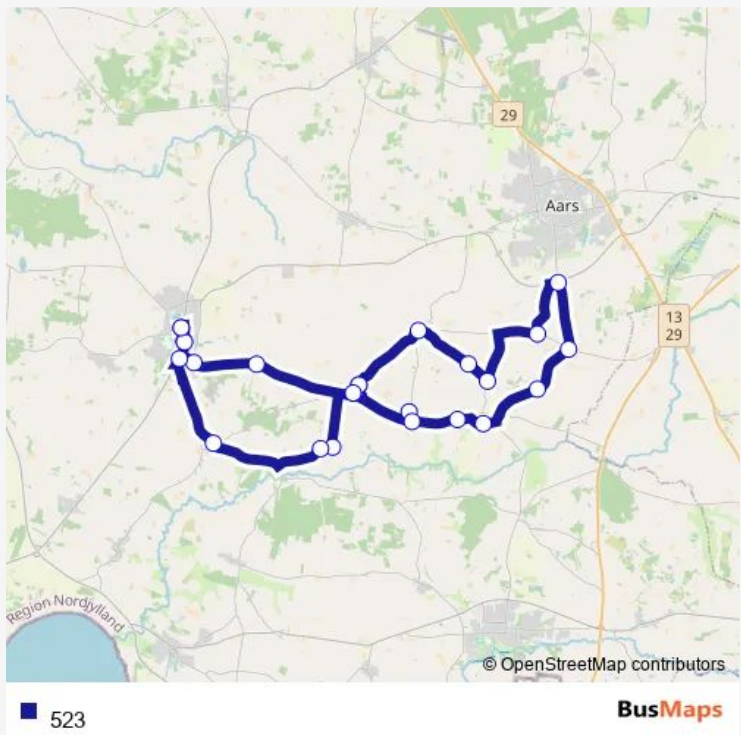 29
Aars
13
29
Region Nordjylland
© OpenStreetMap contributors
523
BusMaps